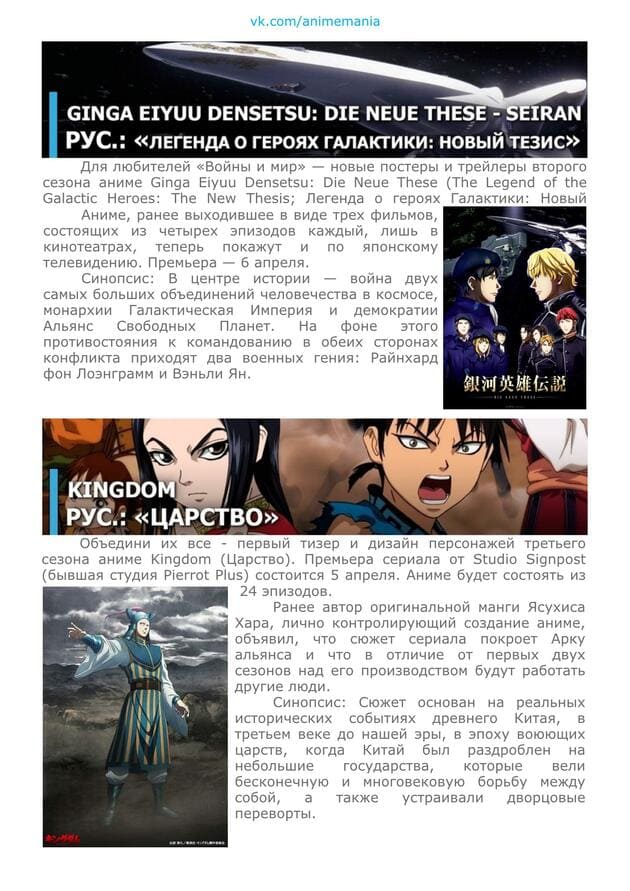 vk.com/animemania
GINGA EIYUU DENSETSU: DIE NEUE THESE - SEIRAN
РУС.: «ЛЕГЕНДА О ГЕРОЯХ ГАЛАКТИКИ: НОВЫЙ ТЕЗИС»
Для любителей «Войны и мир» — новые постеры и трейлеры второго
сезона аниме Ginga Eiyuu Densetsu: Die Neue These (The Legend of the
Galactic Heroes: The New Thesis; Легенда о героях Галактики: Новый
Аниме, ранее выходившее в виде трех фильмов,
состоящих из четырех эпизодов каждый, лишь в
кинотеатрах, теперь покажут и по японскому
телевидению. Премьера — 6 апреля.
Синопсис: В центре истории — война двух
самых больших объединений человечества в космосе,
монархии Галактическая Империя и демократии
Альянс Свободных Планет. На фоне этого
противостояния к командованию в обеих сторонах
конфликта приходят два военных гения: Райнхард
фон Лоэнграмм и Вэньли Ян.
銀河英雄伝説
DIE NEUE THESE
KINGDOM
РУС.: «ЦАРСТВО»
Объедини их все - первый тизер и дизайн персонажей третьего
сезона аниме Kingdom (Царство). Премьера сериала от Studio Signpost
(бывшая студия Pierrot Plus) состоится 5 апреля. Аниме будет состоять из
24 эпизодов.
Ранее автор оригинальной манги Ясухиса
Хара, лично контролирующий создание аниме,
объявил, что сюжет сериала покроет Арку
альянса и что в отличие от первых двух
сезонов над его производством будут работать
другие люди.
Синопсис: Сюжет основан на реальных
исторических событиях древнего Китая, в
третьем веке до нашей эры, в эпоху воюющих
царств, когда Китай был раздроблен на
небольшие государства, которые вели
бесконечную и многовековую борьбу между
собой, а также устраивали дворцовые
перевороты.
キングダム